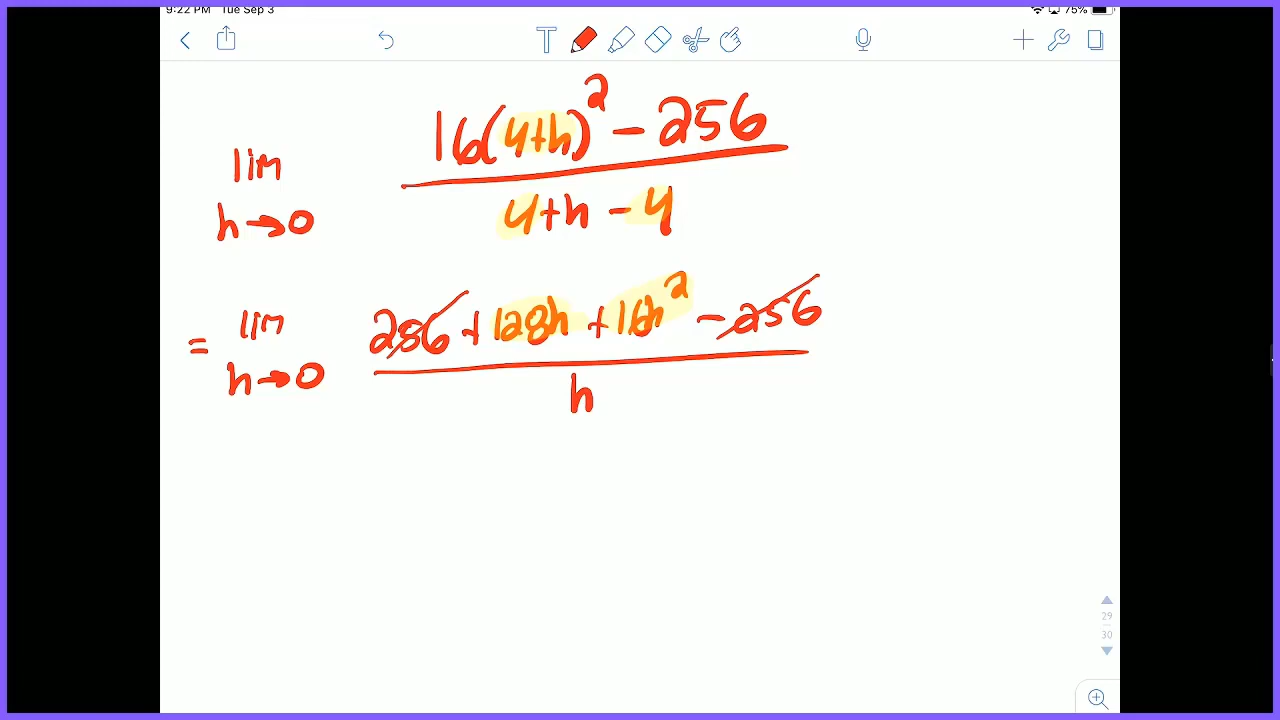 9:22 PM Tue Sep 3 75%
T
lim h→0 16(4+h)² − 256 / 4+h − 4
= lim h→0 256 + 128h + 16h² − 256 / h
29
30